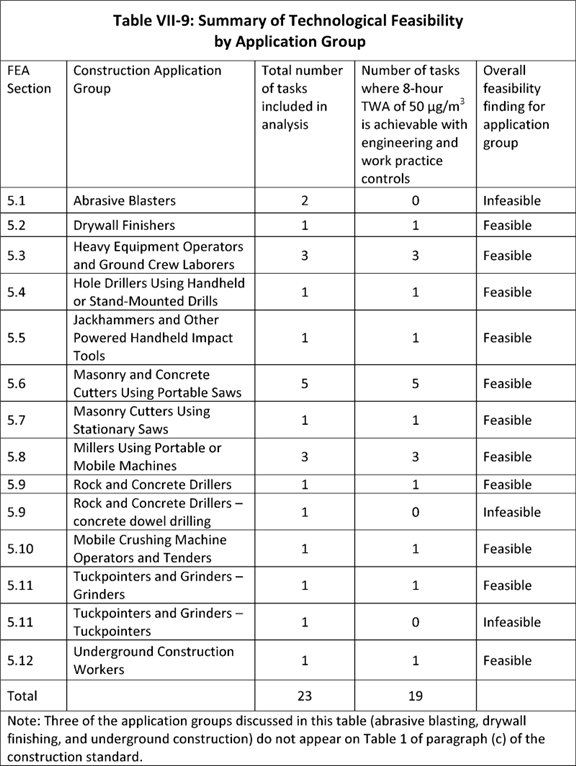 Table VII-9: Summary of Technological Feasibility
by Application Group
FEA
Section
Construction Application
Group
Total number
of tasks
included in
analysis
Number of tasks
where 8-hour
TWA of 50 µg/m³
is achievable with
engineering and
work practice
controls
Overall
feasibility
finding for
application
group
5.1 Abrasive Blasters 2 0 Infeasible
5.2 Drywall Finishers 1 1 Feasible
5.3 Heavy Equipment Operators
and Ground Crew Laborers 3 3 Feasible
5.4 Hole Drillers Using Handheld
or Stand-Mounted Drills 1 1 Feasible
5.5 Jackhammers and Other
Powered Handheld Impact
Tools 1 1 Feasible
5.6 Masonry and Concrete
Cutters Using Portable Saws 5 5 Feasible
5.7 Masonry Cutters Using
Stationary Saws 1 1 Feasible
5.8 Millers Using Portable or
Mobile Machines 3 3 Feasible
5.9 Rock and Concrete Drillers 1 1 Feasible
5.9 Rock and Concrete Drillers –
concrete dowel drilling 1 0 Infeasible
5.10 Mobile Crushing Machine
Operators and Tenders 1 1 Feasible
5.11 Tuckpointers and Grinders –
Grinders 1 1 Feasible
5.11 Tuckpointers and Grinders –
Tuckpointers 1 0 Infeasible
5.12 Underground Construction
Workers 1 1 Feasible
Total 23 19
Note: Three of the application groups discussed in this table (abrasive blasting, drywall
finishing, and underground construction) do not appear on Table 1 of paragraph (c) of the
construction standard.